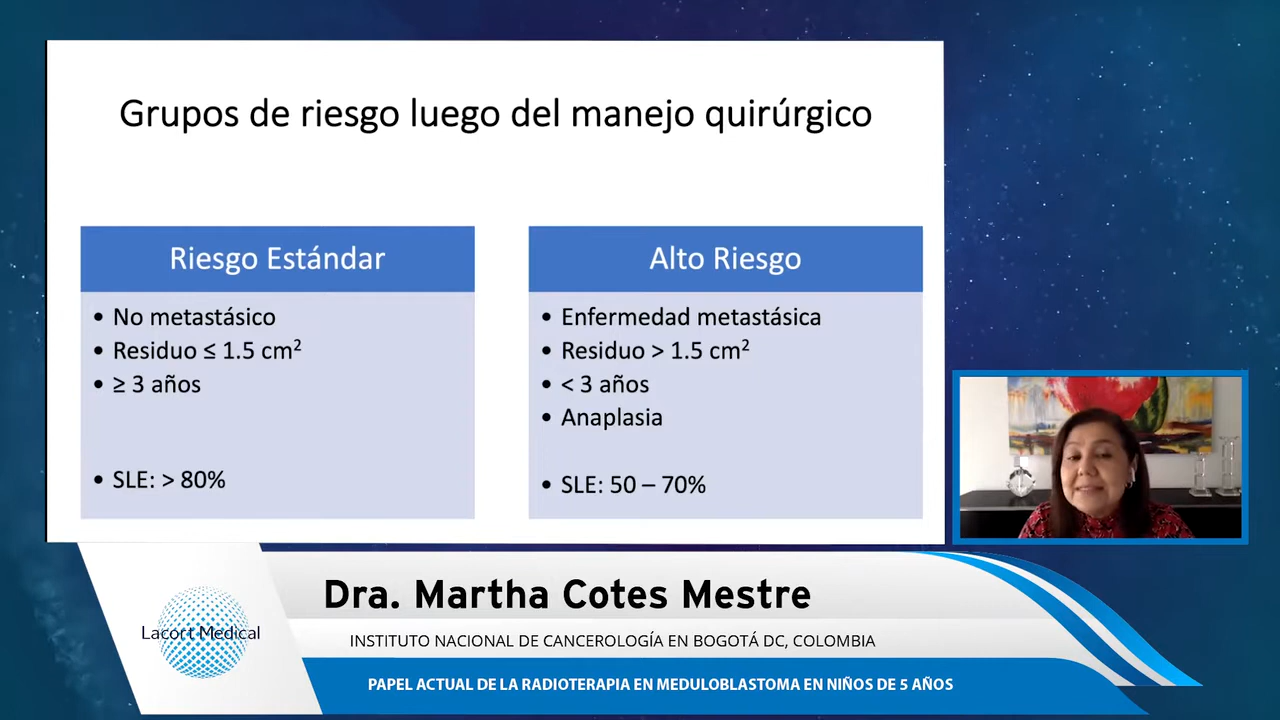 Grupos de riesgo luego del manejo quirúrgico
Riesgo Estándar
• No metastásico
• Residuo ≤ 1.5 cm²
• ≥ 3 años
• SLE: > 80%
Alto Riesgo
• Enfermedad metastásica
• Residuo > 1.5 cm²
• < 3 años
• Anaplasia
• SLE: 50 – 70%
Dra. Martha Cotes Mestre
Lacort Medical
INSTITUTO NACIONAL DE CANCEROLOGÍA EN BOGOTÁ DC, COLOMBIA
PAPEL ACTUAL DE LA RADIOTERAPIA EN MEDULOBLASTOMA EN NIÑOS DE 5 AÑOS